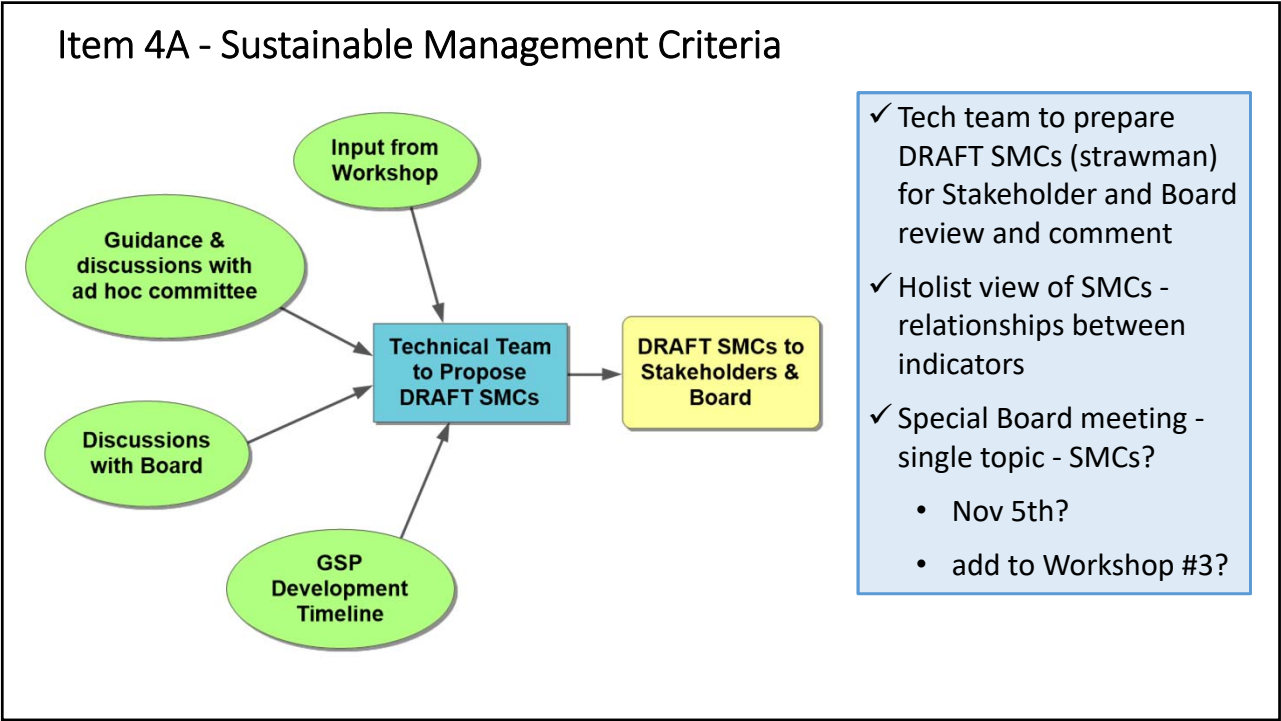 Item 4A - Sustainable Management Criteria
Input from
Workshop
Guidance &
discussions with
ad hoc committee
Technical Team
to Propose
DRAFT SMCs
DRAFT SMCs to
Stakeholders &
Board
Discussions
with Board
GSP
Development
Timeline
✓ Tech team to prepare
DRAFT SMCs (strawman)
for Stakeholder and Board
review and comment
✓ Holist view of SMCs -
relationships between
indicators
✓ Special Board meeting -
single topic - SMCs?
• Nov 5th?
• add to Workshop #3?